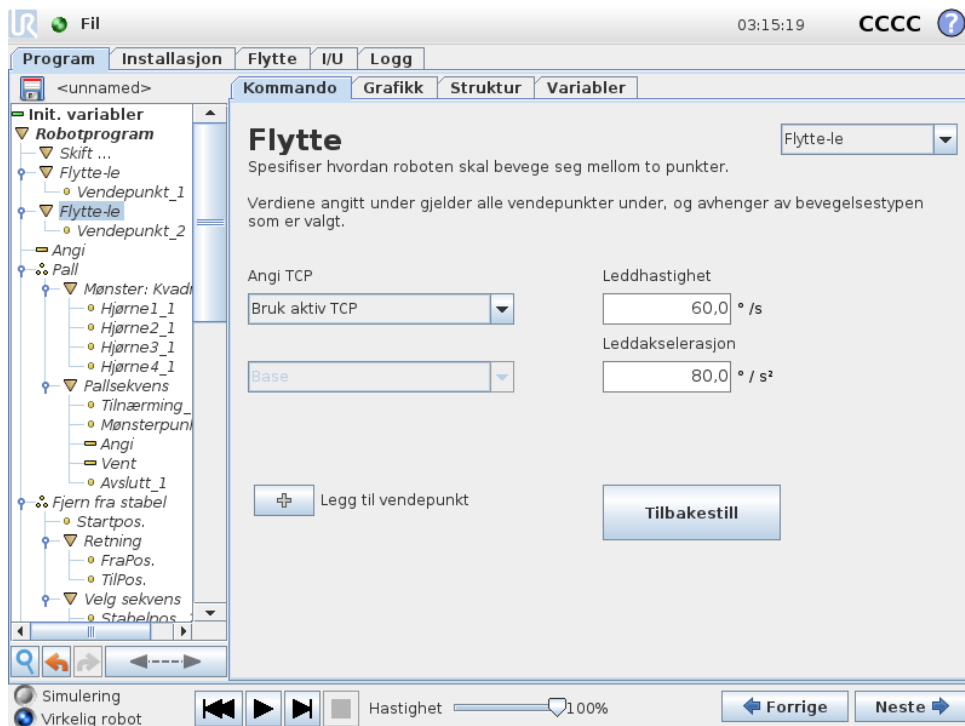 UR Fil 03:15:19 CCCC ?
Program Installasjon Flytte I/U Logg
<unnamed>
Kommando Grafikk Struktur Variabler
Init. variabler
Robotprogram
Skift ...
Flytte-le
Vendepunkt_1
Flytte-le
Vendepunkt_2
Angi
Pall
Mønster: Kvadr
Hjørne1_1
Hjørne2_1
Hjørne3_1
Hjørne4_1
Pallsekvens
Tilnærming_
Mønsterpunk
Angi
Vent
Avslutt_1
Fjern fra stabel
Startpos.
Retning
FraPos.
TilPos.
Velg sekvens
Stabelpos._
Flytte
Flytte-le
Spesifiser hvordan roboten skal bevege seg mellom to punkter.
Verdiene angitt under gjelder alle vendepunkter under, og avhenger av bevegelsestypen
som er valgt.
Angi TCP
Bruk aktiv TCP
Base
Leddhastighet
60,0 ° /s
Leddakselerasjon
80,0 ° / s²
Legg til vendepunkt
Tilbakestill
Simulering
Virkelig robot
Hastighet 100%
Forrige Neste